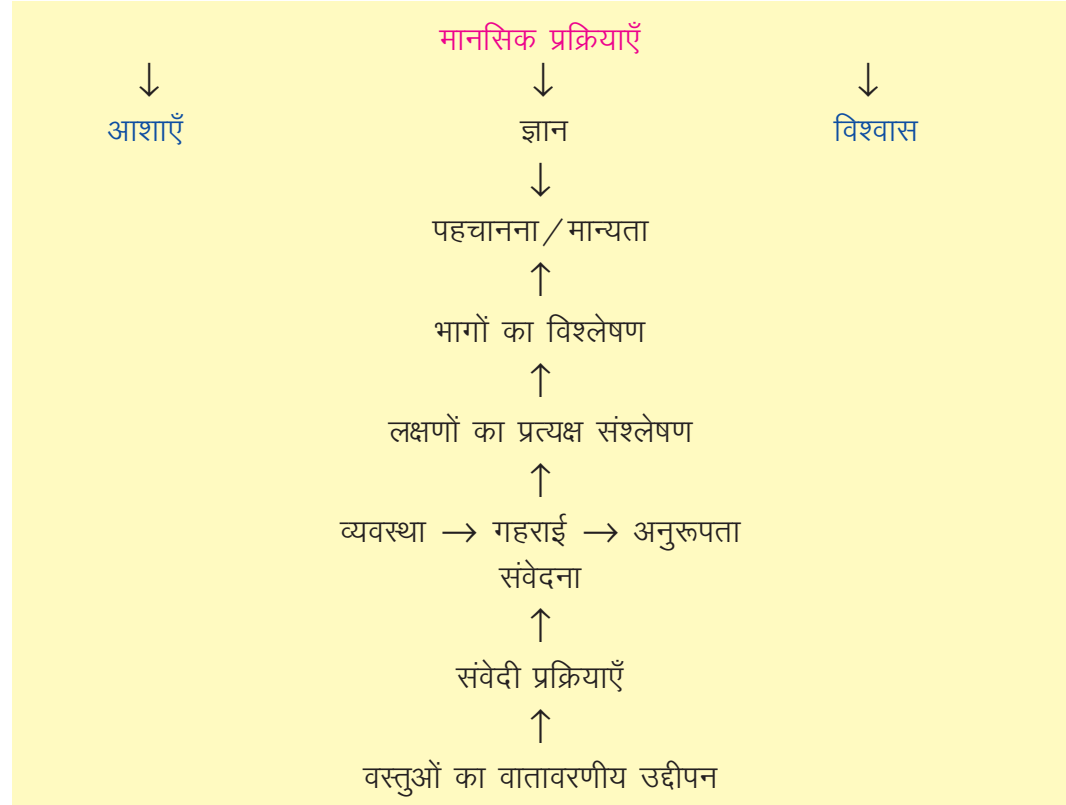 मानसिक प्रक्रियाएँ
↓ ↓ ↓
आशाएँ ज्ञान विश्वास
↓
पहचानना/मान्यता
↑
भागों का विश्लेषण
↑
लक्षणों का प्रत्यक्ष संश्लेषण
↑
व्यवस्था → गहराई → अनुरूपता
संवेदना
↑
संवेदी प्रक्रियाएँ
↑
वस्तुओं का वातावरणीय उद्दीपन